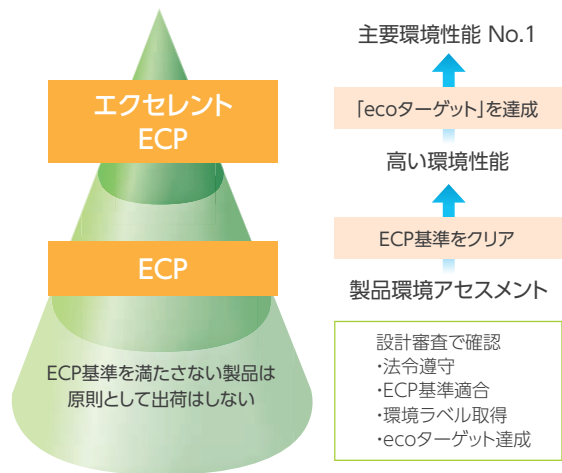 エクセレント
ECP
ECP
ECP基準を満たさない製品は
原則として出荷はしない
主要環境性能 No.1
「ecoターゲット」を達成
高い環境性能
ECP基準をクリア
製品環境アセスメント
設計審査で確認
・法令遵守
・ECP基準適合
・環境ラベル取得
・ecoターゲット達成